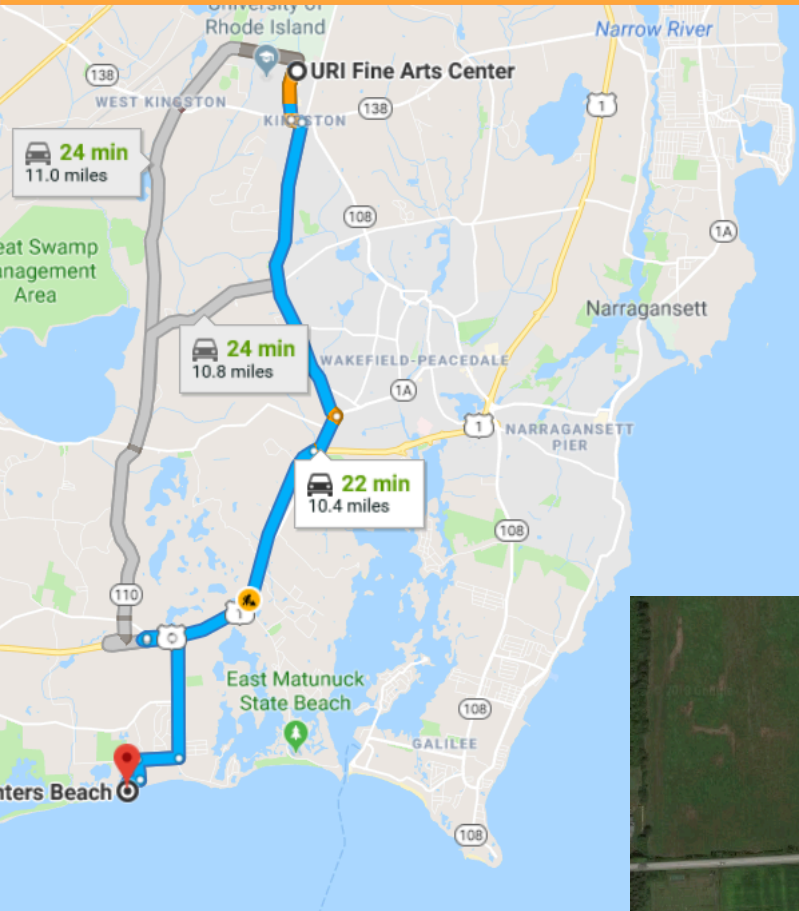 University of
Rhode Island
Narrow River
URI Fine Arts Center
138
WEST KINGSTON
138
1
KINGSTON
24 min
11.0 miles
108
1A
eat Swamp
anagement
Area
Narragansett
24 min
10.8 miles
WAKEFIELD-PEACEDALE
1A
1
NARRAGANSETT
PIER
22 min
10.4 miles
108
110
1
East Matunuck
State Beach
108
GALILEE
nters Beach
108